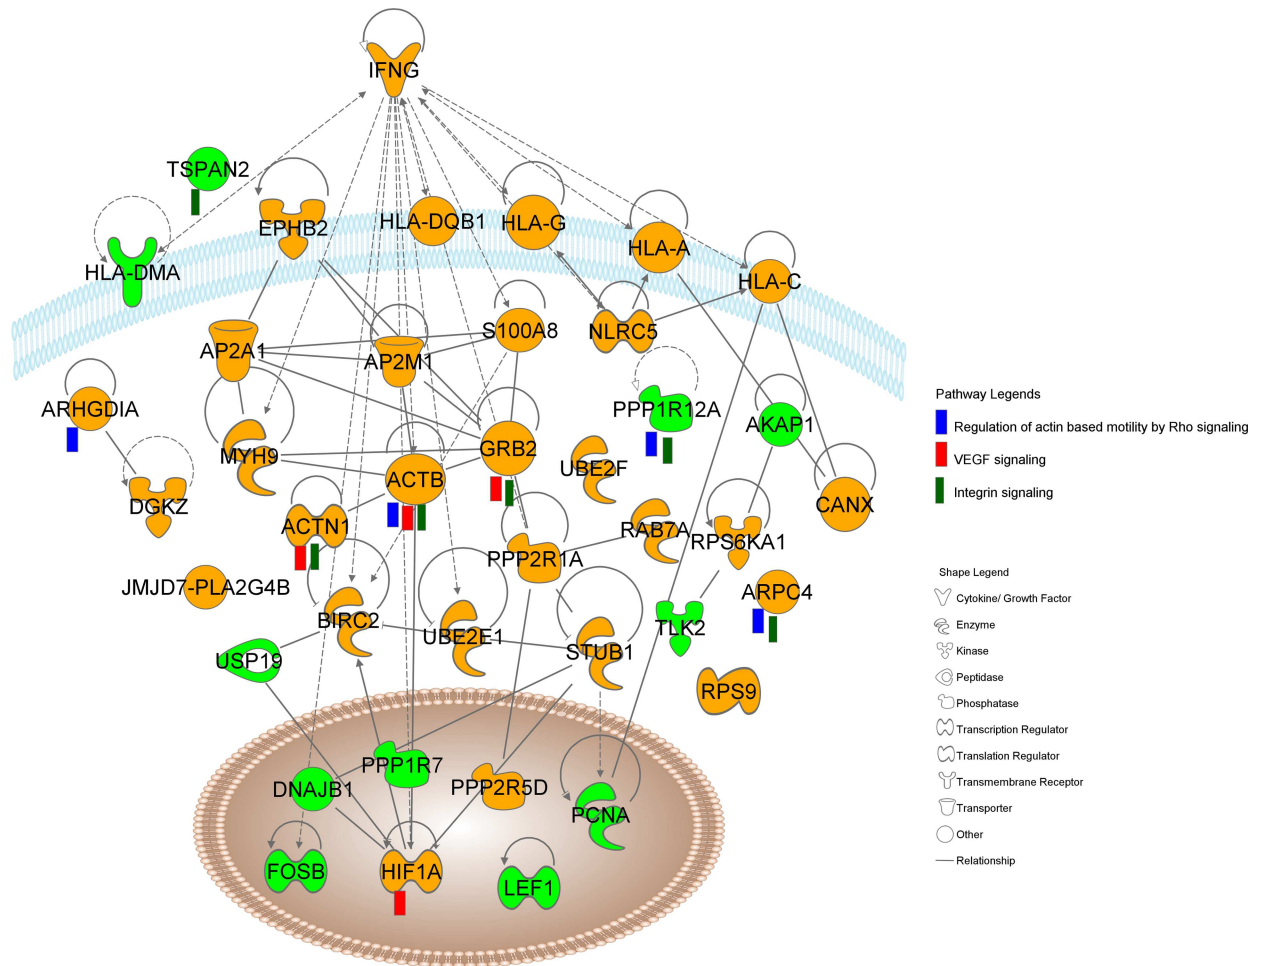 IFNG
TSPAN2
EPHB2
HLA-DQB1
HLA-G
HLA-A
HLA-DMA
HLA-C
S100A8
NLRC5
AP2A1
AP2M1
ARHGDIA
PPP1R12A
AKAP1
MYH9
GRB2
UBE2F
ACTB
DGKZ
CANX
ACTN1
RAB7A
RPS6KA1
PPP2R1A
JMJD7-PLA2G4B
ARPC4
BIRC2
UBE2E1
TLK2
STUB1
USP19
RPS9
PPP1R7
DNAJB1
PPP2R5D
PCNA
FOSB
HIF1A
LEF1
Pathway Legends
Regulation of actin based motility by Rho signaling
VEGF signaling
Integrin signaling
Shape Legend
Cytokine/ Growth Factor
Enzyme
Kinase
Peptidase
Phosphatase
Transcription Regulator
Translation Regulator
Transmembrane Receptor
Transporter
Other
Relationship